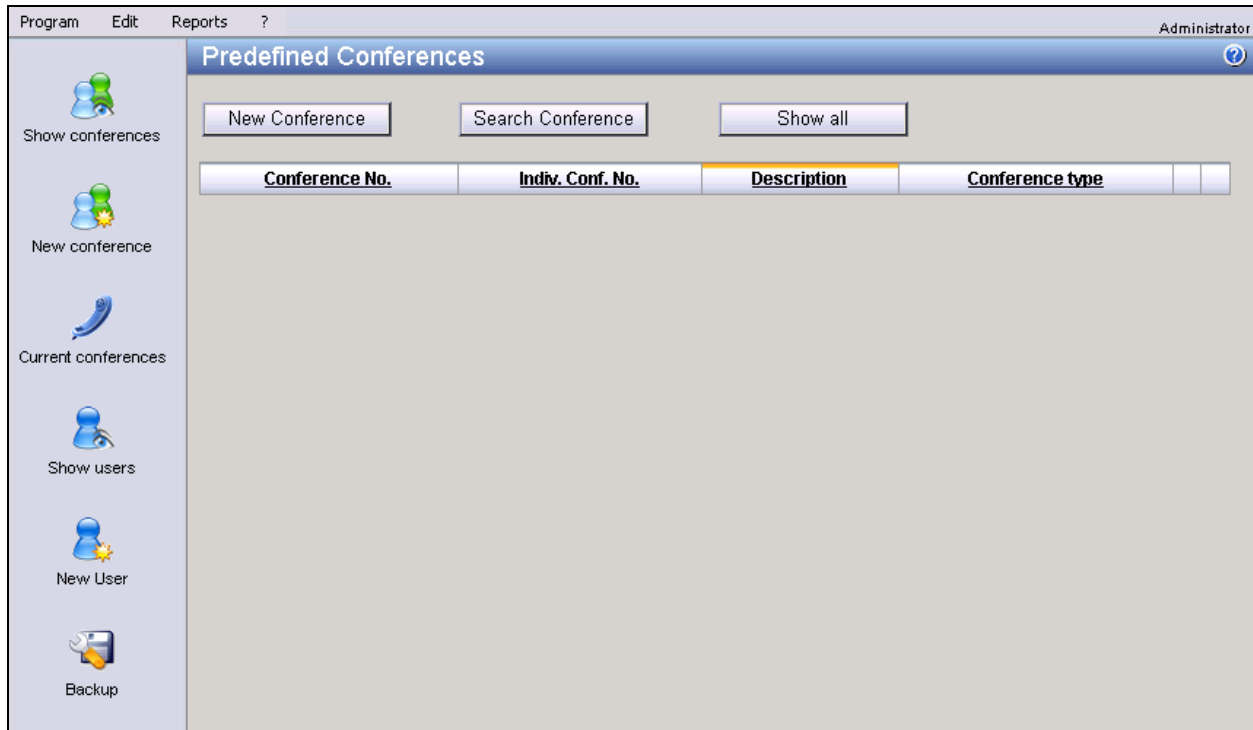 Program Edit Reports ?
Administrator
Predefined Conferences
?
New Conference Search Conference Show all
Conference No. Indiv. Conf. No. Description Conference type
Show conferences
New conference
Current conferences
Show users
New User
Backup